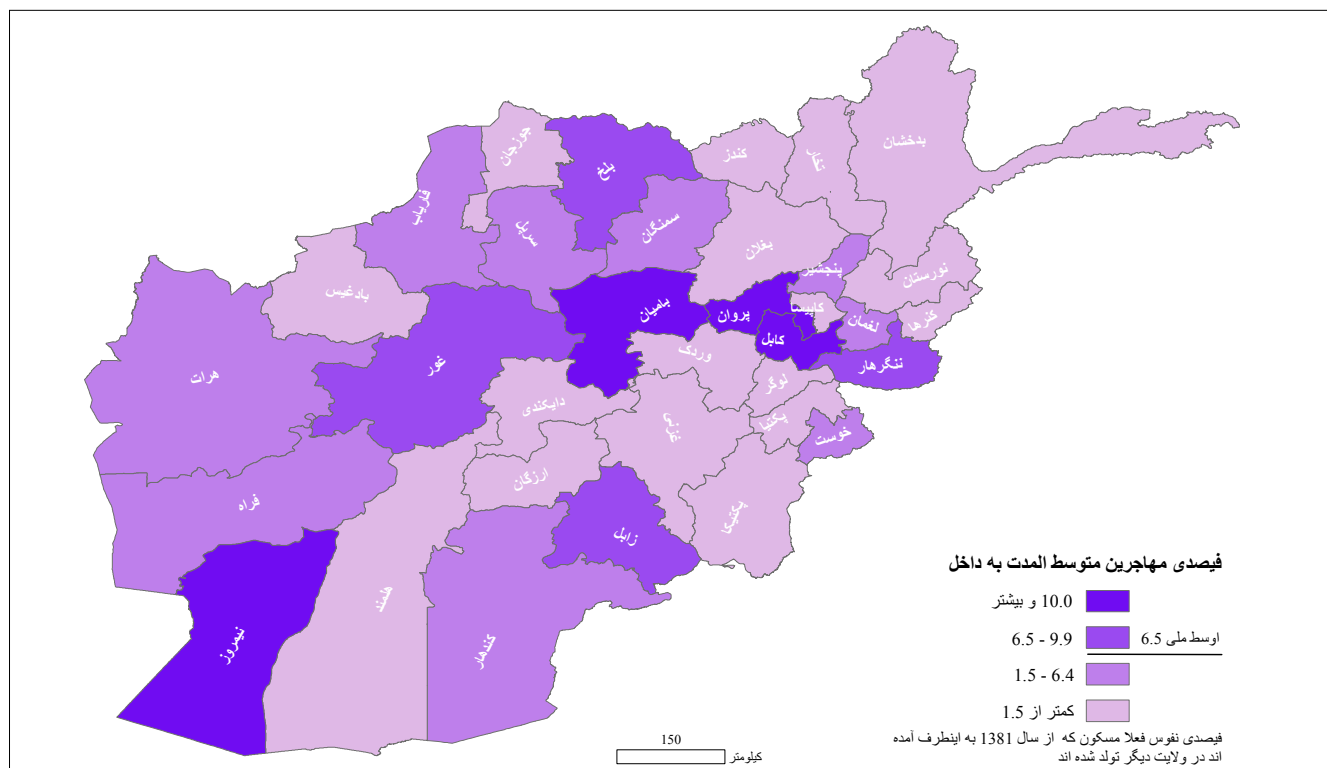 بدخشان
تخار
کندز
جوزجان
بلخ
فاریاب
سرپل
سمنگان
بغلان
پنجشیر
نورستان
کنرها
لغمان
کاپیسا
پروان
بامیان
بادغیس
کابل
ننگرهار
وردک
لوگر
غور
هرات
دایکندی
پکتیا
خوست
غزنی
ارزگان
پکتیکا
فراه
زابل
هلمند
نیمروز
کندهار
فیصدی مهاجرین متوسط المدت به داخل
10.0 و بیشتر
6.5 - 9.9
اوسط ملی 6.5
1.5 - 6.4
کمتر از 1.5
فیصدی نفوس فعلا مسکون که از سال 1381 به اینطرف آمده
اند در ولایت دیگر تولد شده اند
150
کیلومتر